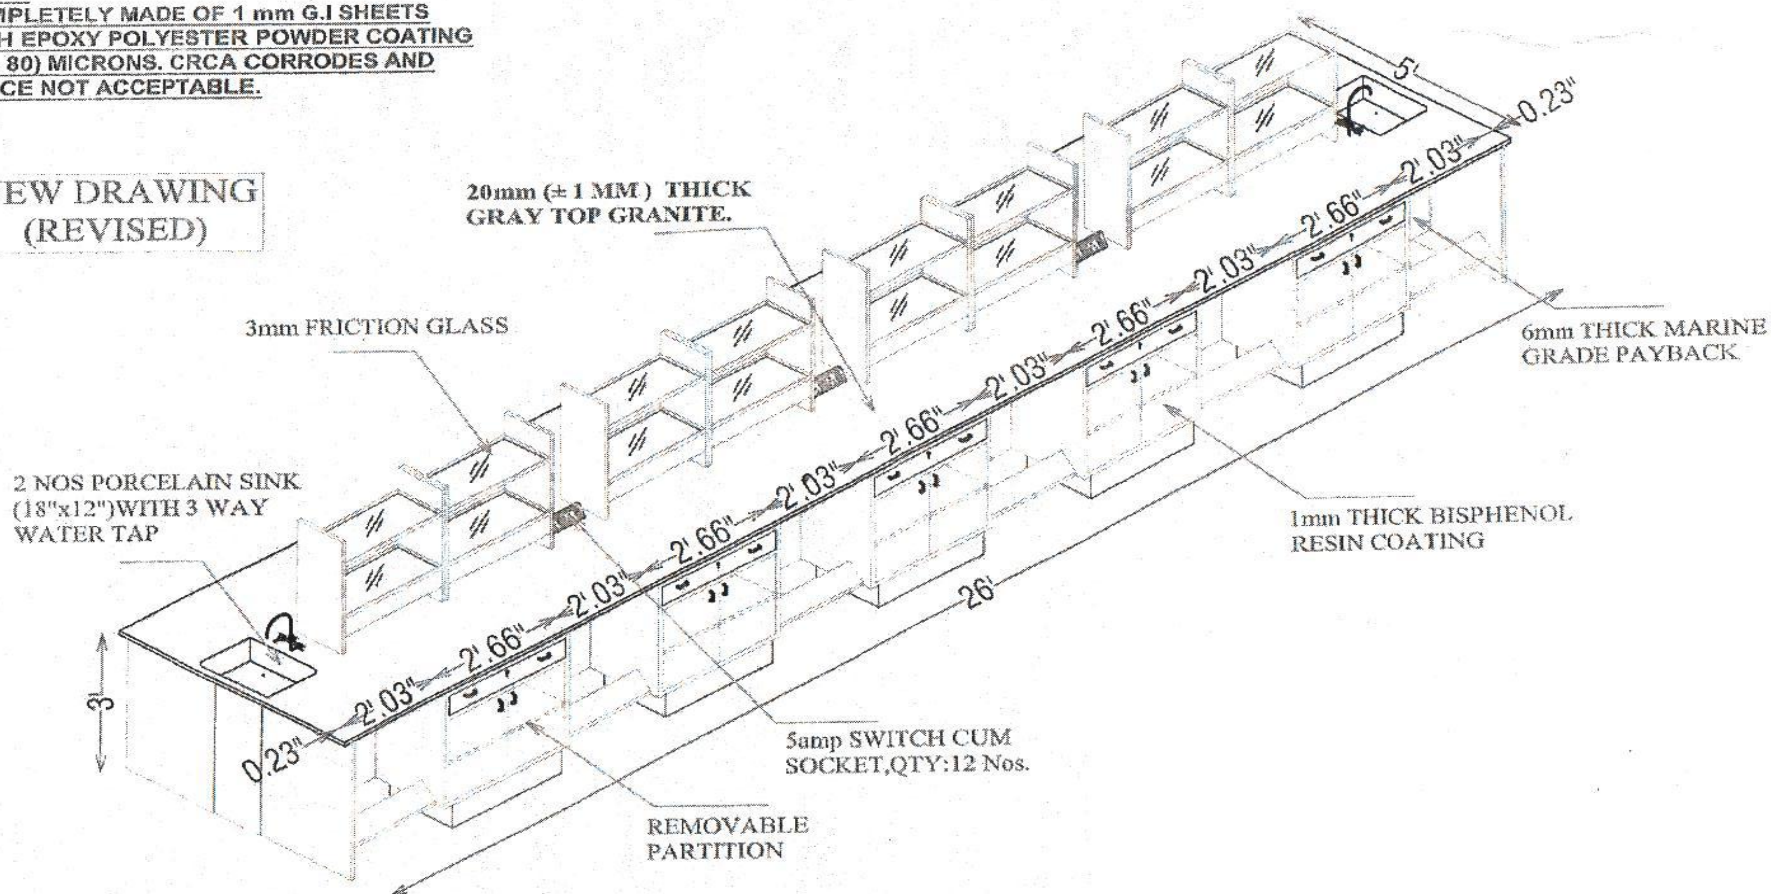 MPLETELY MADE OF 1 mm G.I SHEETS
H EPOXY POLYESTER POWDER COATING
80) MICRONS. CRCA CORRODES AND
CE NOT ACCEPTABLE.
EW DRAWING
(REVISED)
20mm (± 1 MM ) THICK
GRAY TOP GRANITE.
3mm FRICTION GLASS
2 NOS PORCELAIN SINK
(18"x12")WITH 3 WAY
WATER TAP
5'
0.23"
2'.03"
2'.66"
2'.03"
2'.66"
2'.03"
2'.66"
2'.03"
2'.66"
2'.03"
2'.66"
2'.03"
2'.66"
2'.03"
0.23"
3'
26'
6mm THICK MARINE
GRADE PAYBACK
1mm THICK BISPHENOL
RESIN COATING
5amp SWITCH CUM
SOCKET,QTY:12 Nos.
REMOVABLE
PARTITION